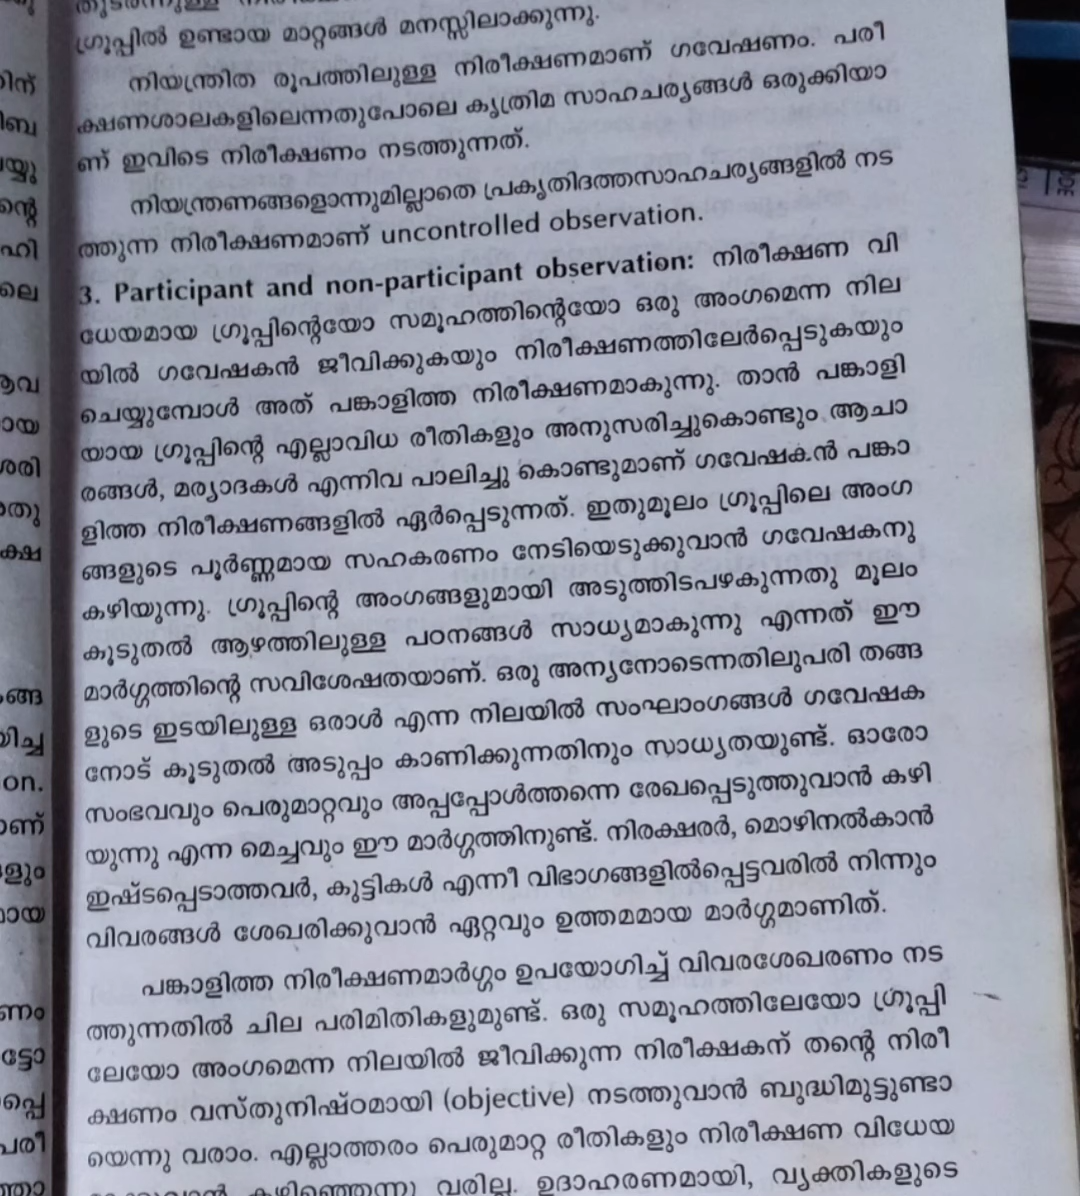 ഗ്രൂപ്പിൽ ഉണ്ടായ മാറ്റങ്ങൾ മനസ്സിലാക്കുന്നു.
നിയന്ത്രിത രൂപത്തിലുള്ള നിരീക്ഷണമാണ് ഗവേഷണം. പരീ
ക്ഷണശാലകളിലെന്നതുപോലെ കൃത്രിമ സാഹചര്യങ്ങൾ ഒരുക്കിയാ
ണ് ഇവിടെ നിരീക്ഷണം നടത്തുന്നത്.
നിയന്ത്രണങ്ങളൊന്നുമില്ലാതെ പ്രകൃതിദത്തസാഹചര്യങ്ങളിൽ നട
ത്തുന്ന നിരീക്ഷണമാണ് uncontrolled observation.
3. Participant and non-participant observation: നിരീക്ഷണ വി
ധേയമായ ഗ്രൂപ്പിന്റെയോ സമൂഹത്തിന്റെയോ ഒരു അംഗമെന്ന നില
യിൽ ഗവേഷകൻ ജീവിക്കുകയും നിരീക്ഷണത്തിലേർപ്പെടുകയും
ചെയ്യുമ്പോൾ അത് പങ്കാളിത്ത നിരീക്ഷണമാകുന്നു. താൻ പങ്കാളി
യായ ഗ്രൂപ്പിന്റെ എല്ലാവിധ രീതികളും അനുസരിച്ചുകൊണ്ടും ആചാ
രങ്ങൾ, മര്യാദകൾ എന്നിവ പാലിച്ചു കൊണ്ടുമാണ് ഗവേഷകൻ പങ്കാ
ളിത്ത നിരീക്ഷണങ്ങളിൽ ഏർപ്പെടുന്നത്. ഇതുമൂലം ഗ്രൂപ്പിലെ അംഗ
ങ്ങളുടെ പൂർണ്ണമായ സഹകരണം നേടിയെടുക്കുവാൻ ഗവേഷകനു
കഴിയുന്നു. ഗ്രൂപ്പിന്റെ അംഗങ്ങളുമായി അടുത്തിടപഴകുന്നതു മൂലം
കൂടുതൽ ആഴത്തിലുള്ള പഠനങ്ങൾ സാധ്യമാകുന്നു എന്നത് ഈ
മാർഗ്ഗത്തിന്റെ സവിശേഷതയാണ്. ഒരു അന്യനോടെന്നതിലുപരി തങ്ങ
ളുടെ ഇടയിലുള്ള ഒരാൾ എന്ന നിലയിൽ സംഘാംഗങ്ങൾ ഗവേഷക
നോട് കൂടുതൽ അടുപ്പം കാണിക്കുന്നതിനും സാധ്യതയുണ്ട്. ഓരോ
സംഭവവും പെരുമാറ്റവും അപ്പപ്പോൾത്തന്നെ രേഖപ്പെടുത്തുവാൻ കഴി
യുന്നു എന്ന മെച്ചവും ഈ മാർഗ്ഗത്തിനുണ്ട്. നിരക്ഷരർ, മൊഴിനൽകാൻ
ഇഷ്ടപ്പെടാത്തവർ, കുട്ടികൾ എന്നീ വിഭാഗങ്ങളിൽപ്പെട്ടവരിൽ നിന്നും
വിവരങ്ങൾ ശേഖരിക്കുവാൻ ഏറ്റവും ഉത്തമമായ മാർഗ്ഗമാണിത്.
പങ്കാളിത്ത നിരീക്ഷണമാർഗ്ഗം ഉപയോഗിച്ച് വിവരശേഖരണം നട
ത്തുന്നതിൽ ചില പരിമിതികളുമുണ്ട്. ഒരു സമൂഹത്തിലേയോ ഗ്രൂപ്പി
ലേയോ അംഗമെന്ന നിലയിൽ ജീവിക്കുന്ന നിരീക്ഷകന് തന്റെ നിരീ
ക്ഷണം വസ്തുനിഷ്ഠമായി (objective) നടത്തുവാൻ ബുദ്ധിമുട്ടുണ്ടാ
യെന്നു വരാം. എല്ലാത്തരം പെരുമാറ്റ രീതികളും നിരീക്ഷണ വിധേയ
കഴിഞ്ഞെന്നു വരില്ല. ഉദാഹരണമായി, വ്യക്തികളുടെ